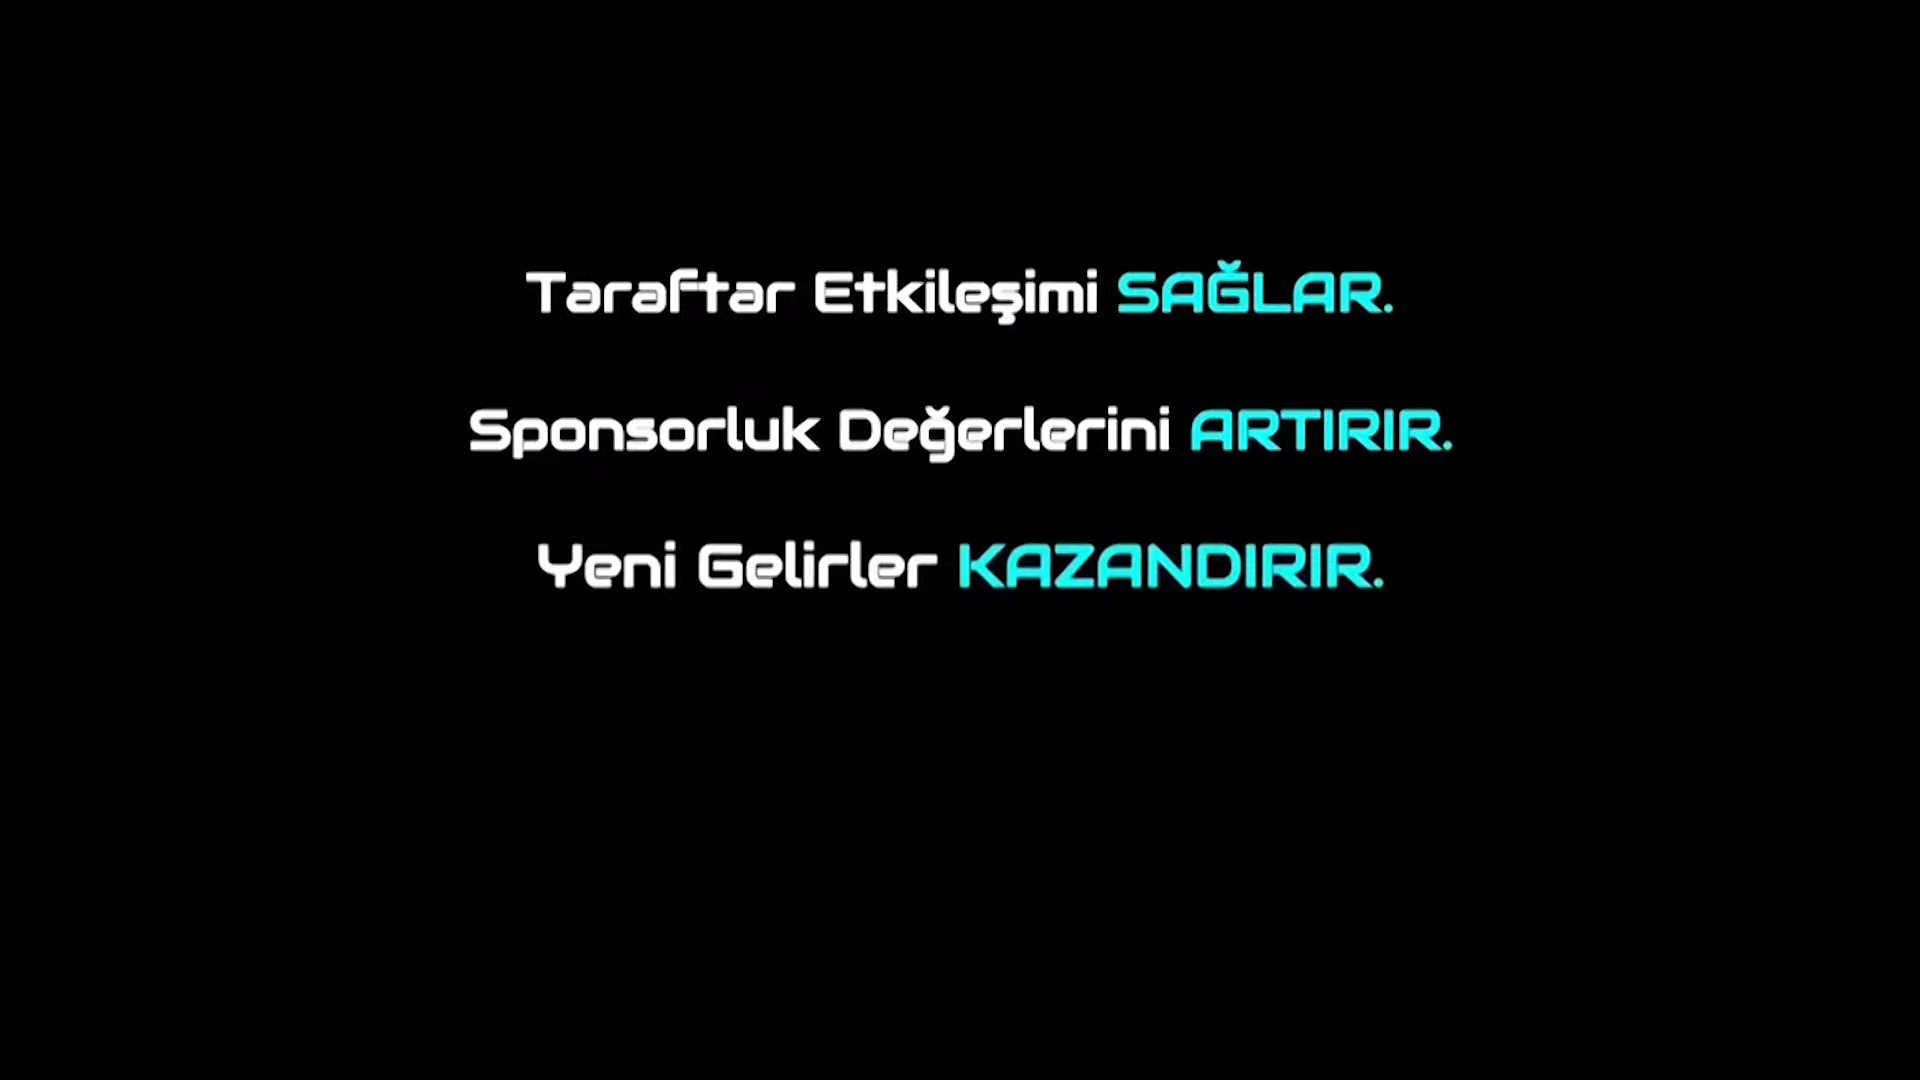 Taraftar Etkileşimi SAĞLAR.
Sponsorluk Değerlerini ARTIRIR.
Yeni Gelirler KAZANDIRIR.